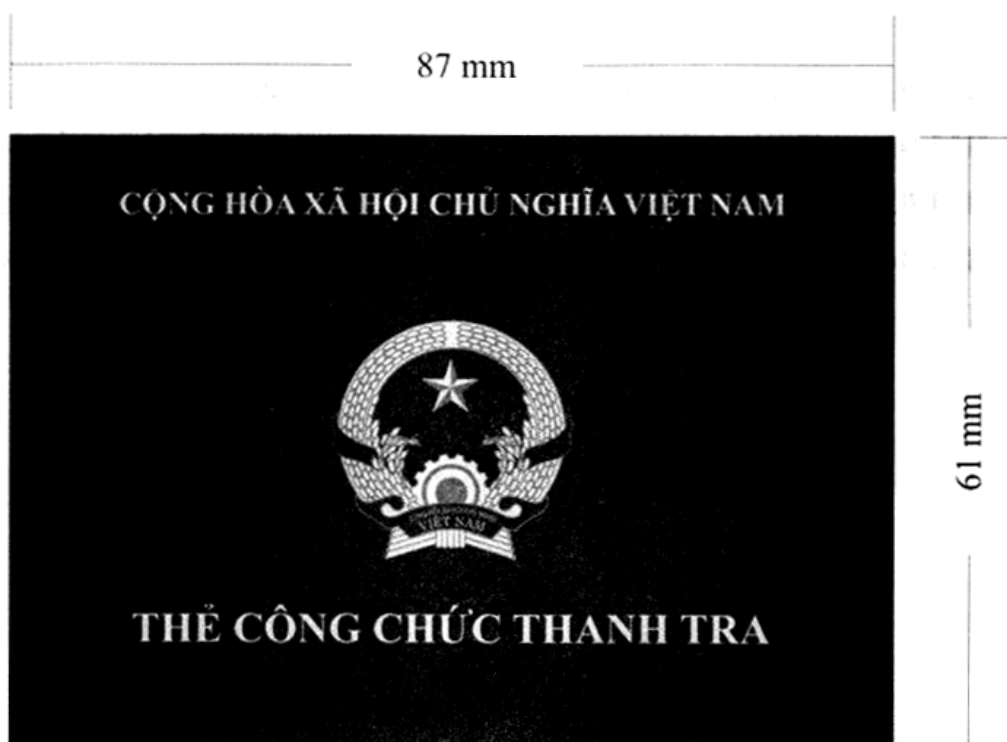 87 mm
CỘNG HÒA XÃ HỘI CHỦ NGHĨA VIỆT NAM
VIỆT NAM
THẺ CÔNG CHỨC THANH TRA
61 mm